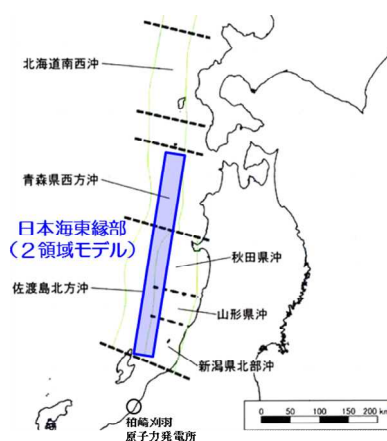 北海道南西沖
青森県西方沖
日本海東縁部
(2領域モデル)
秋田県沖
佐渡島北方沖
山形県沖
新潟県北部沖
柏崎刈羽
原子力発電所
0 50 100 150 200 km